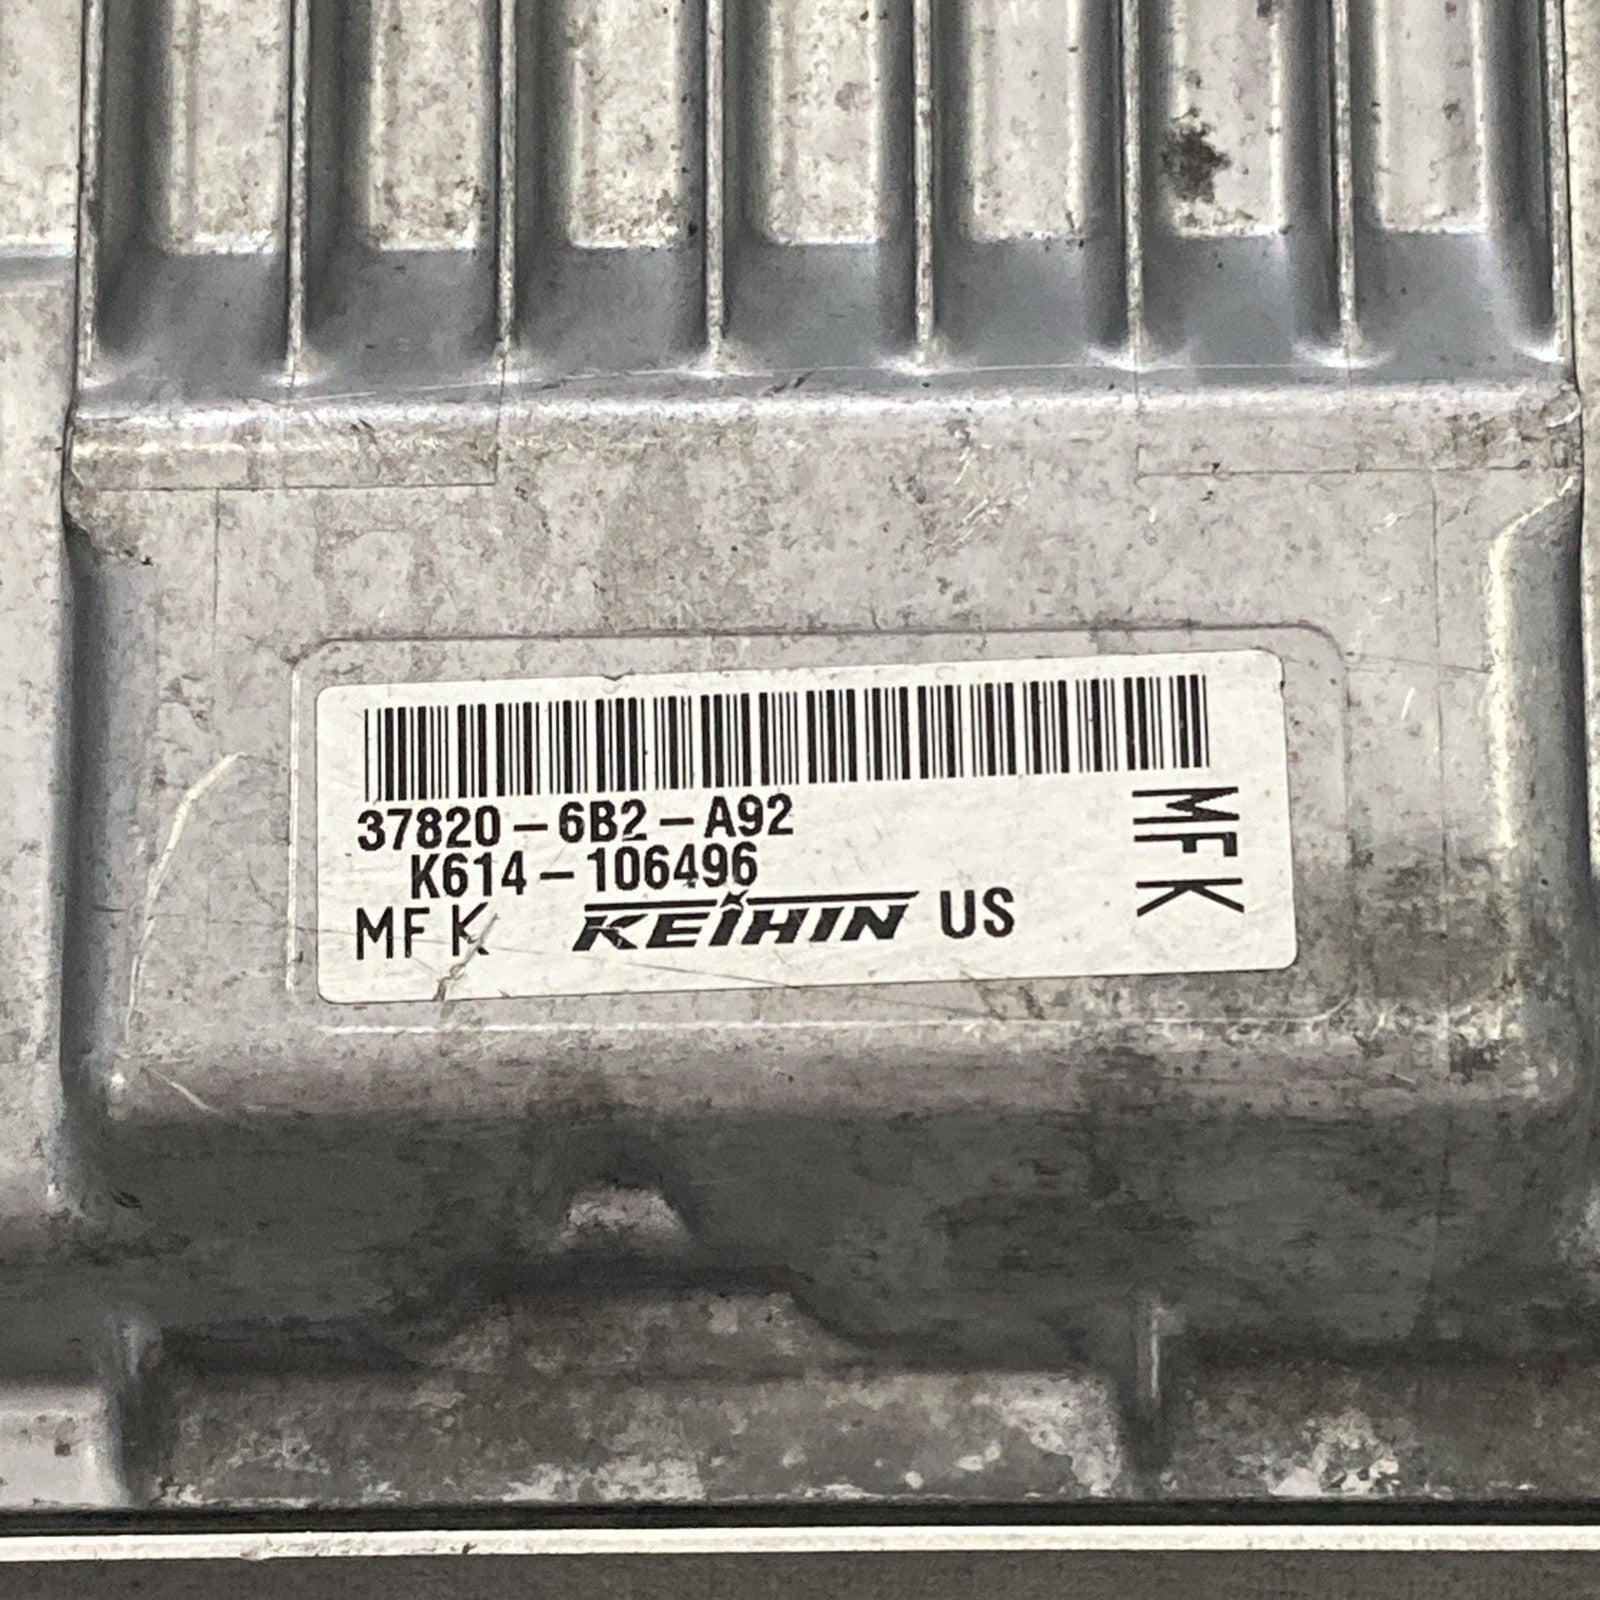 37820-6B2-A92
K614-106496
MFK KEIHIN US
MFK